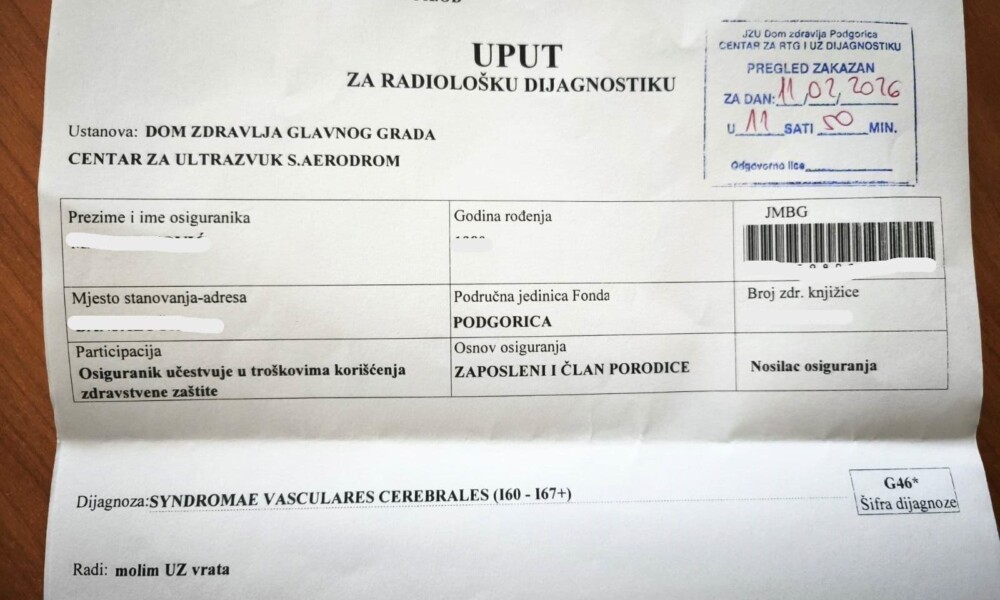 UPUT
ZA RADIOLOŠKU DIJAGNOSTIKU
JZU Dom zdravlja Podgorica
CENTAR ZA RTG I UZ DIJAGNOSTIKU
PREGLED ZAKAZAN
ZA DAN: 11/02/2026
U 11 SATI 50 MIN.
Odgovorno lice
Ustanova: DOM ZDRAVLJA GLAVNOG GRADA
CENTAR ZA ULTRAZVUK S.AERODROM
Prezime i ime osiguranika
Godina rođenja
JMBG
Mjesto stanovanja-adresa
Područna jedinica Fonda
PODGORICA
Broj zdr. knjižice
Participacija
Osiguranik učestvuje u troškovima korišćenja
zdravstvene zaštite
Osnov osiguranja
ZAPOSLENI I ČLAN PORODICE
Nosilac osiguranja
Dijagnoza:SYNDROMAE VASCULARES CEREBRALES (I60 - I67+)
G46*
Šifra dijagnoze
Radi: molim UZ vrata